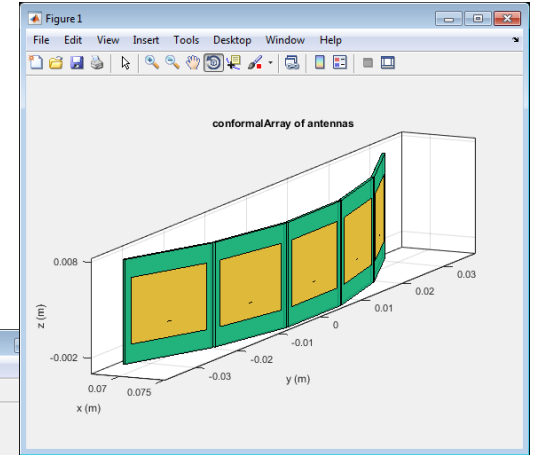 Figure 1
File Edit View Insert Tools Desktop Window Help
conformalArray of antennas
0.008
-0.002
z (m)
0.07 0.075
x (m)
-0.03 -0.02 -0.01 0 0.01 0.02 0.03
y (m)